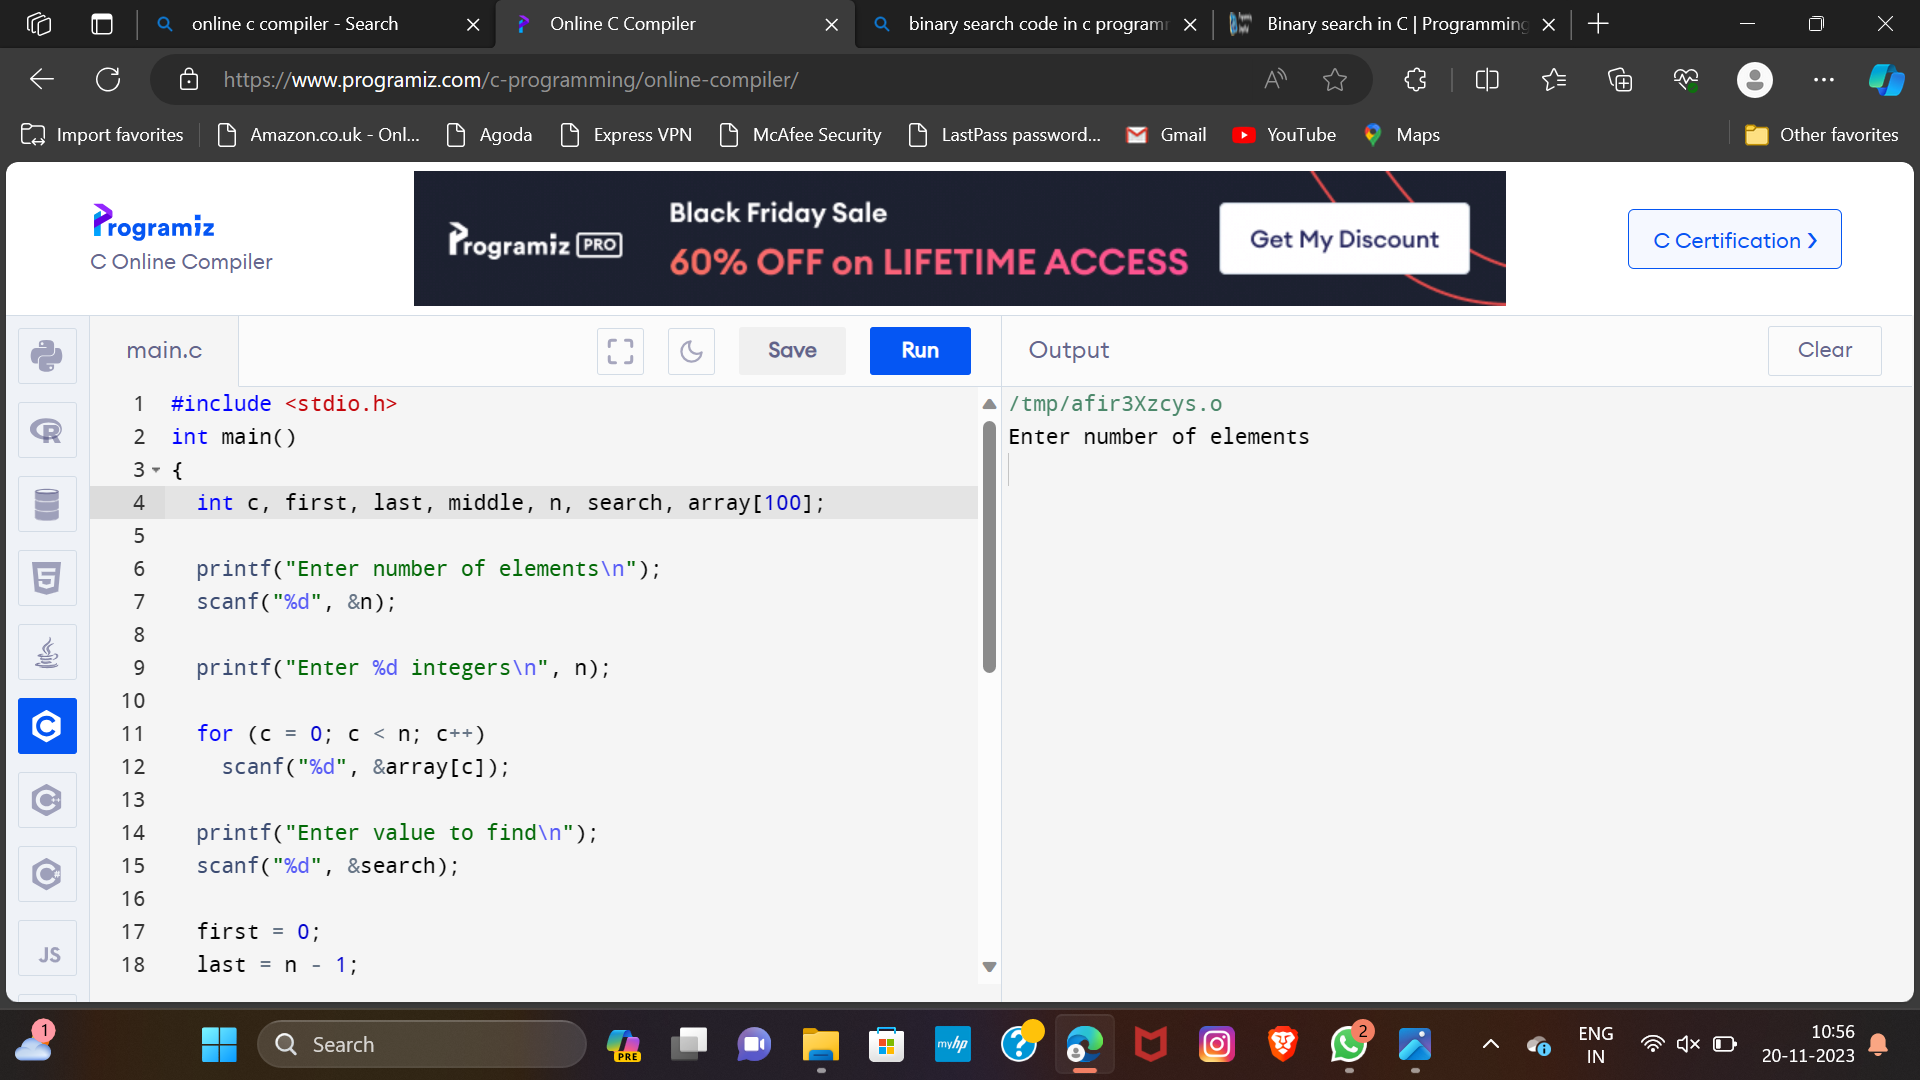 online c compiler - Search
Online C Compiler
binary search code in c programm
Binary search in C | Programming
https://www.programiz.com/c-programming/online-compiler/
Import favorites
Amazon.co.uk - Onl...
Agoda
Express VPN
McAfee Security
LastPass password...
Gmail
YouTube
Maps
Other favorites
Programiz
C Online Compiler
Programiz PRO
Black Friday Sale
60% OFF on LIFETIME ACCESS
Get My Discount
C Certification ❯
main.c
Save
Run
Output
Clear
1 #include <stdio.h>
2 int main()
3 {
4 int c, first, last, middle, n, search, array[100];
5
6 printf("Enter number of elements\n");
7 scanf("%d", &n);
8
9 printf("Enter %d integers\n", n);
10
11 for (c = 0; c < n; c++)
12 scanf("%d", &array[c]);
13
14 printf("Enter value to find\n");
15 scanf("%d", &search);
16
17 first = 0;
18 last = n - 1;
/tmp/afir3Xzcys.o
Enter number of elements
JS
1
Search
PRE
myhp
2
ENG
IN
10:56
20-11-2023